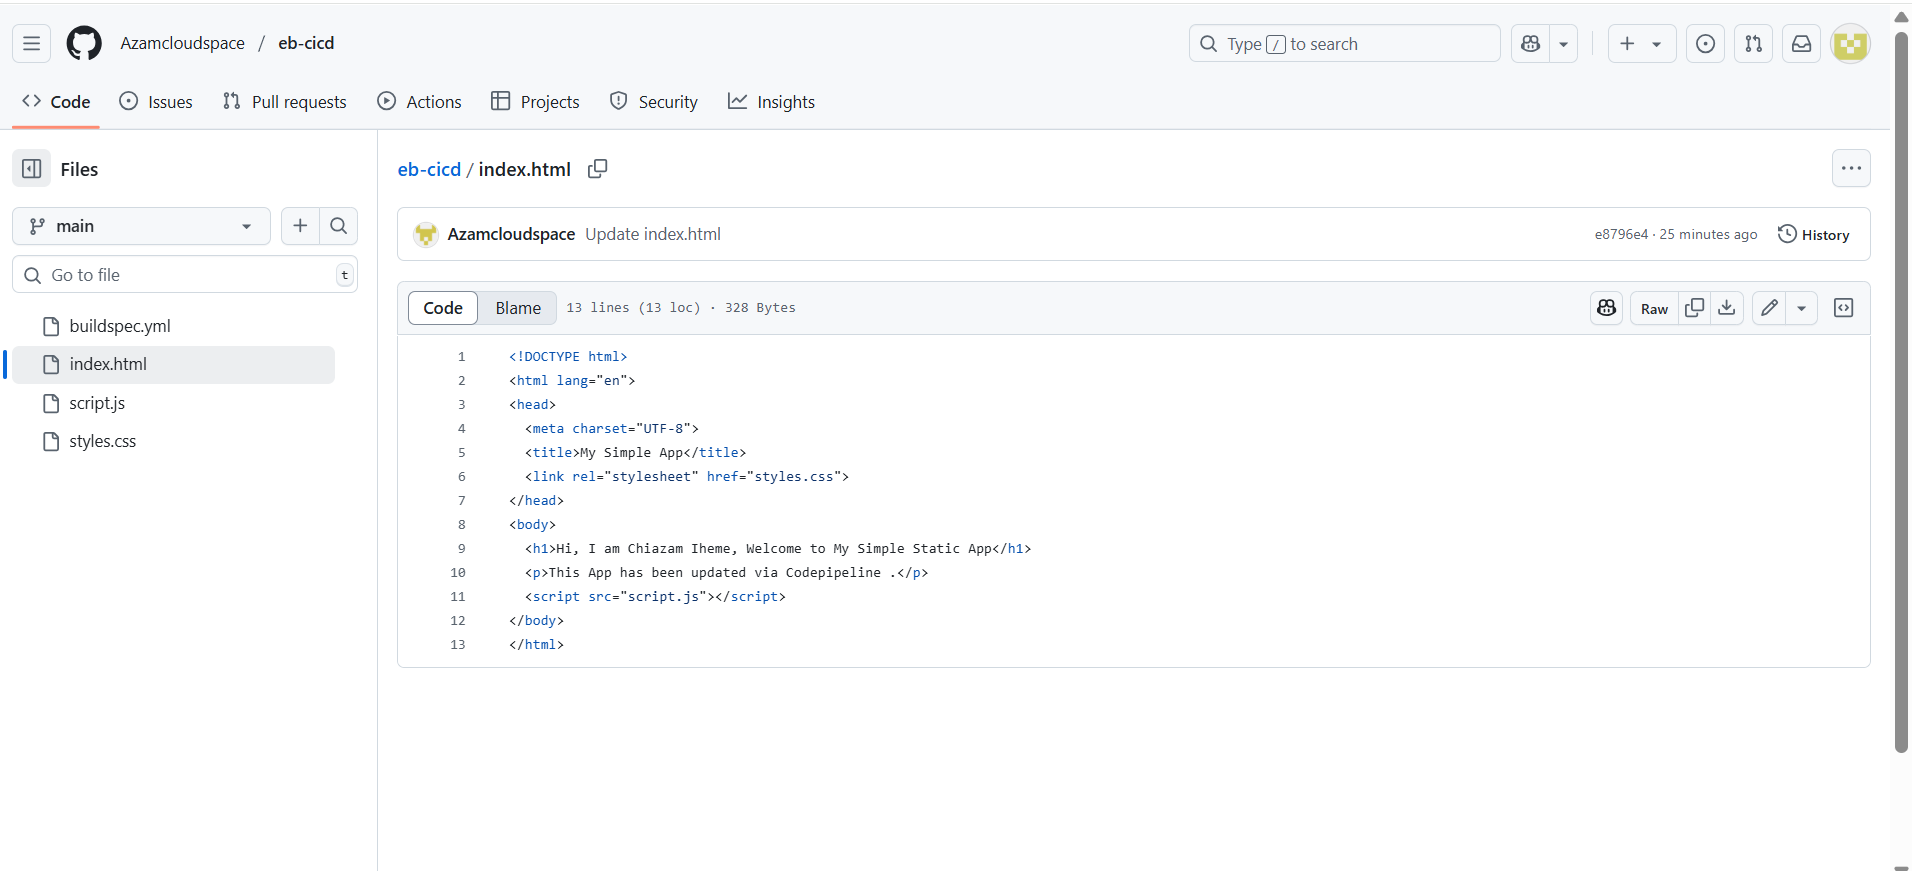 Azamcloudspace / eb-cicd
Type / to search
Code
Issues
Pull requests
Actions
Projects
Security
Insights
Files
main
Go to file
t
buildspec.yml
index.html
script.js
styles.css
eb-cicd / index.html
Azamcloudspace Update index.html
e8796e4 · 25 minutes ago
History
Code
Blame
13 lines (13 loc) · 328 Bytes
Raw
1 <!DOCTYPE html>
2 <html lang="en">
3 <head>
4 <meta charset="UTF-8">
5 <title>My Simple App</title>
6 <link rel="stylesheet" href="styles.css">
7 </head>
8 <body>
9 <h1>Hi, I am Chiazam Iheme, Welcome to My Simple Static App</h1>
10 <p>This App has been updated via Codepipeline .</p>
11 <script src="script.js"></script>
12 </body>
13 </html>